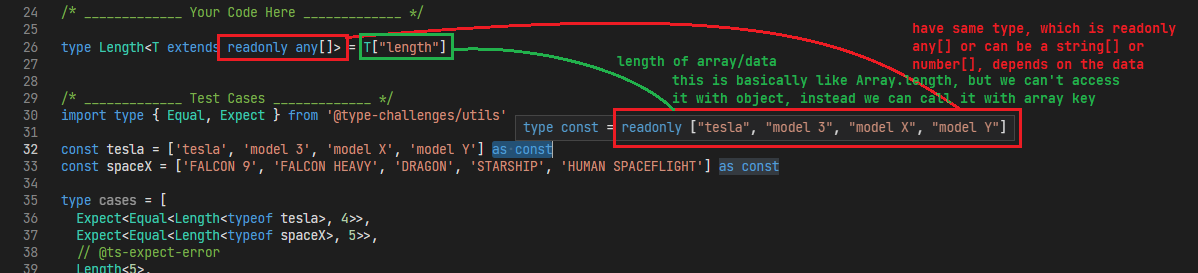 24 /* _____________ Your Code Here _____________ */
25
26 type Length<T extends readonly any[]> = T["length"]
have same type, which is readonly
any[] or can be a string[] or
number[], depends on the data
length of array/data
this is basically like Array.length, but we can't access
it with object, instead we can call it with array key
27
28
29 /* _____________ Test Cases _____________ */
30 import type { Equal, Expect } from '@type-challenges/utils'
type const = readonly ["tesla", "model 3", "model X", "model Y"]
31
32 const tesla = ['tesla', 'model 3', 'model X', 'model Y'] as const
33 const spaceX = ['FALCON 9', 'FALCON HEAVY', 'DRAGON', 'STARSHIP', 'HUMAN SPACEFLIGHT'] as const
34
35 type cases = [
36 Expect<Equal<Length<typeof tesla>, 4>>,
37 Expect<Equal<Length<typeof spaceX>, 5>>,
38 // @ts-expect-error
39 Length<5>,